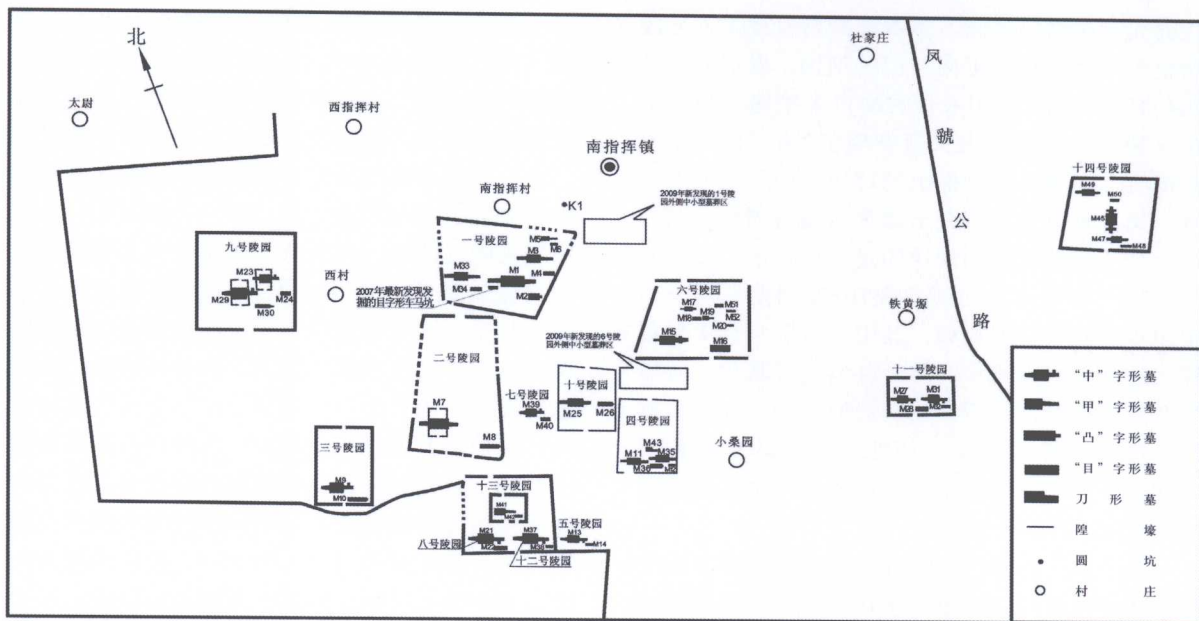 北
太尉
西指挥村
南指挥镇
杜家庄
凤
虢
公
路
南指挥村
K1
2009年新发现的1号陵
园外侧中小型墓葬区
十四号陵园
M49
M50
M45
M47
M48
一号陵园
M5
M6
M3
M33
M1
M4
M34
M2
2007年最新发现发
掘的目字形车马坑
九号陵园
M23
M29
M24
M30
西村
六号陵园
M17
M51
M18
M19
M52
M20
M15
M16
铁黄塬
2009年新发现的6号陵
园外侧中小型墓葬区
二号陵园
M7
M8
七号陵园
M39
M40
十号陵园
M25
M26
四号陵园
M43
M11
M35
M36
小桑园
十一号陵园
M27
M31
M28
M32
三号陵园
M9
M10
十三号陵园
M41
M42
M21
M22
M37
M38
八号陵园
十二号陵园
五号陵园
M13
M14
“中”字形墓
“甲”字形墓
“凸”字形墓
“目”字形墓
刀形墓
隍壕
圆坑
村庄